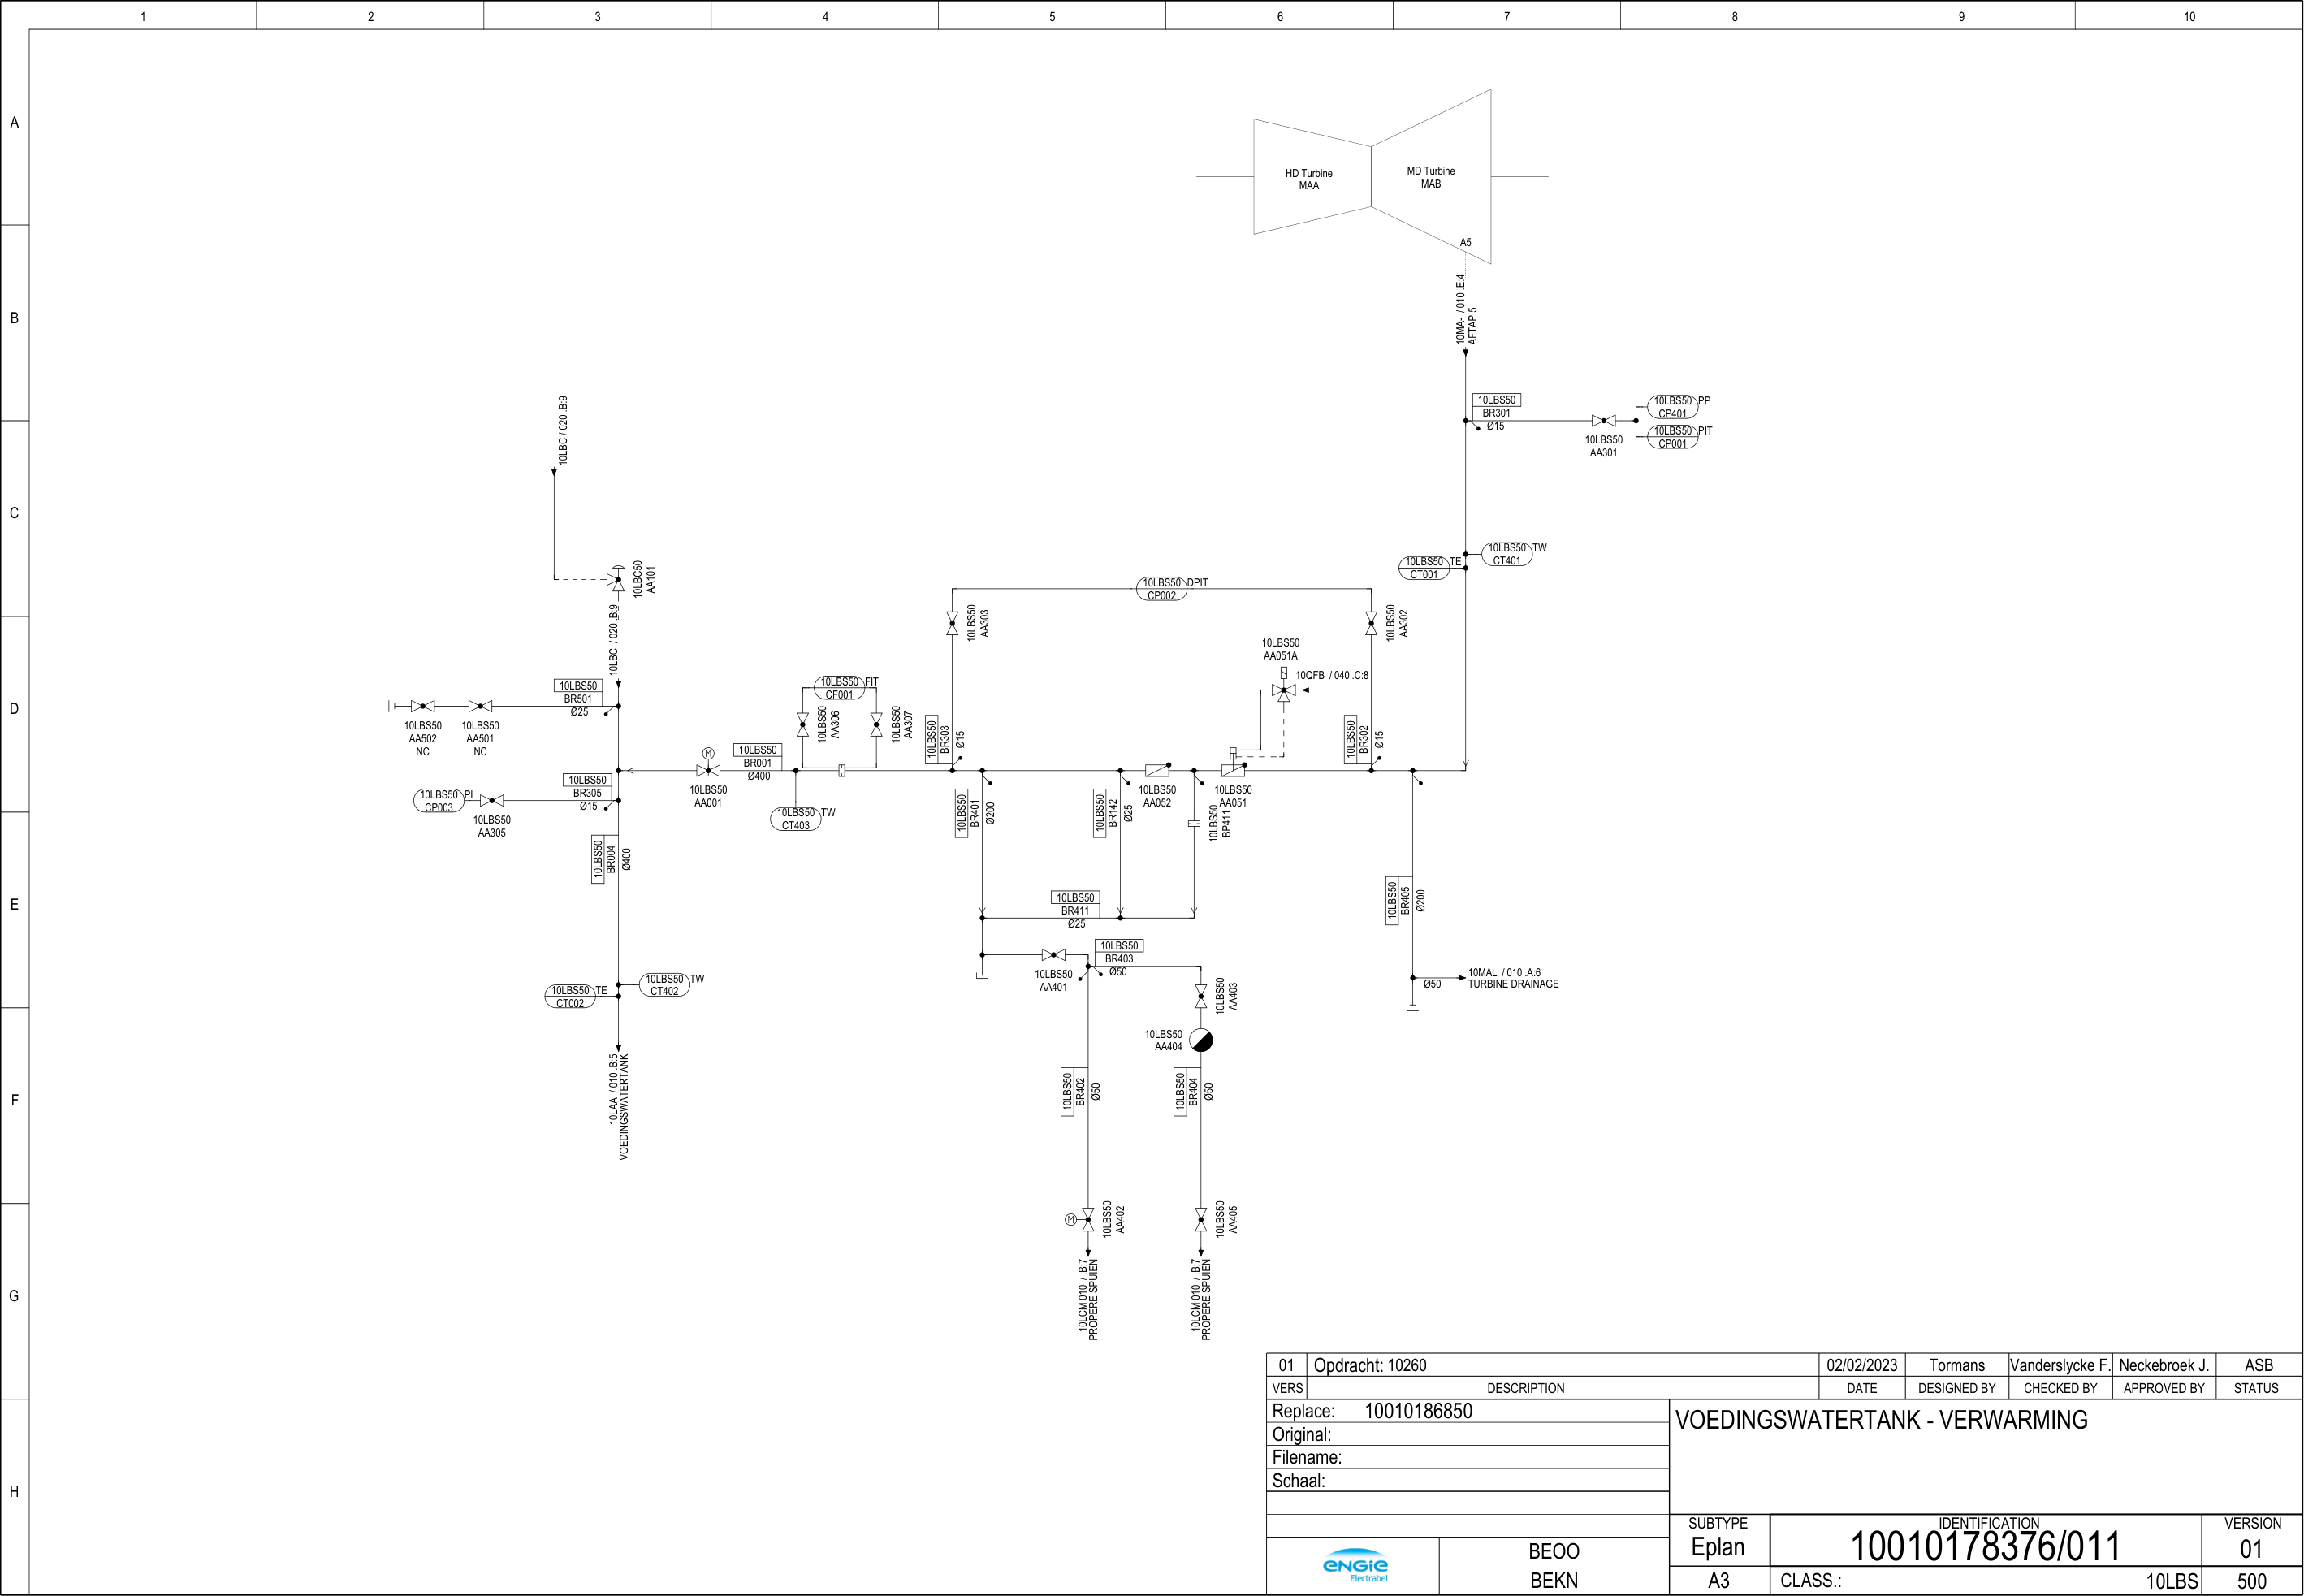 1 2 3 4 5 6 7 8 9 10
A
B
C
D
E
F
G
H
HD Turbine
MAA
MD Turbine
MAB
A5
10MA- / 010 .E:4
AFTAP 5
10LBS50
BR301
Ø15
10LBS50
AA301
10LBS50 PP
CP401
10LBS50 PIT
CP001
10LBC / 020 .B:9
10LBC50
AA101
10LBC / 020 .B:9
10LBS50 TW
CT401
10LBS50 TE
CT001
10LBS50 DPIT
CP002
10LBS50
AA303
10LBS50
AA302
10LBS50
AA051A
10QFB / 040 .C:8
10LBS50
BR501
Ø25
10LBS50
AA502
NC
10LBS50
AA501
NC
10LBS50 FIT
CF001
10LBS50
AA306
10LBS50
AA307
10LBS50
BR303
Ø15
10LBS50
BR302
Ø15
M
10LBS50
BR001
Ø400
10LBS50
AA001
10LBS50
BR305
Ø15
10LBS50 PI
CP003
10LBS50
AA305
10LBS50 TW
CT403
10LBS50
BR401
Ø200
10LBS50
BR142
Ø25
10LBS50
AA052
10LBS50
AA051
10LBS50
BP411
10LBS50
BR004
Ø400
10LBS50
BR411
Ø25
10LBS50
BR405
Ø200
10LBS50
BR403
Ø50
10LBS50
AA401
10LBS50
AA403
Ø50
10MAL / 010 .A:6
TURBINE DRAINAGE
10LBS50 TW
CT402
10LBS50 TE
CT002
10LBS50
AA404
10LAA / 010 .B:5
VOEDINGSWATERTANK
10LBS50
BR402
Ø50
10LBS50
BR404
Ø50
M
10LBS50
AA402
10LBS50
AA405
10LCM 010 / .B:7
PROPERE SPUIEN
10LCM 010 / .B:7
PROPERE SPUIEN
01 Opdracht: 10260 02/02/2023 Tormans Vanderslycke F. Neckebroek J. ASB
VERS DESCRIPTION DATE DESIGNED BY CHECKED BY APPROVED BY STATUS
Replace: 10010186850
Original:
Filename:
Schaal:
VOEDINGSWATERTANK - VERWARMING
ENGIE
Electrabel
BEOO
BEKN
SUBTYPE
Eplan
A3
IDENTIFICATION
10010178376/011
CLASS.: 10LBS
VERSION
01
500